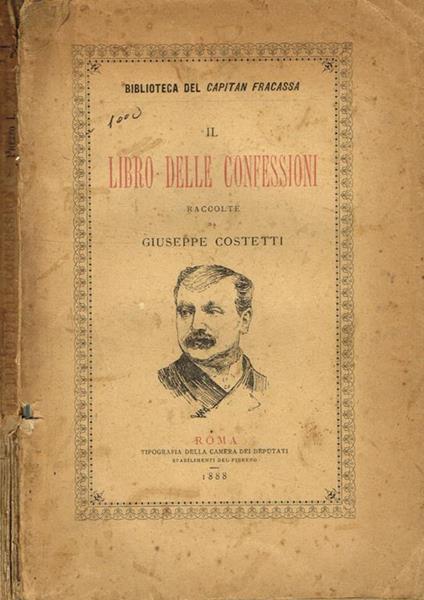 BIBLIOTECA DEL CAPITAN FRACASSA
1000
IL
LIBRO DELLE CONFESSIONI
RACCOLTE
DA
GIUSEPPE COSTETTI
ROMA
TIPOGRAFIA DELLA CAMERA DEI DEPUTATI
STABILIMENTI DEL FIBRENO
1888
Prezzo L.